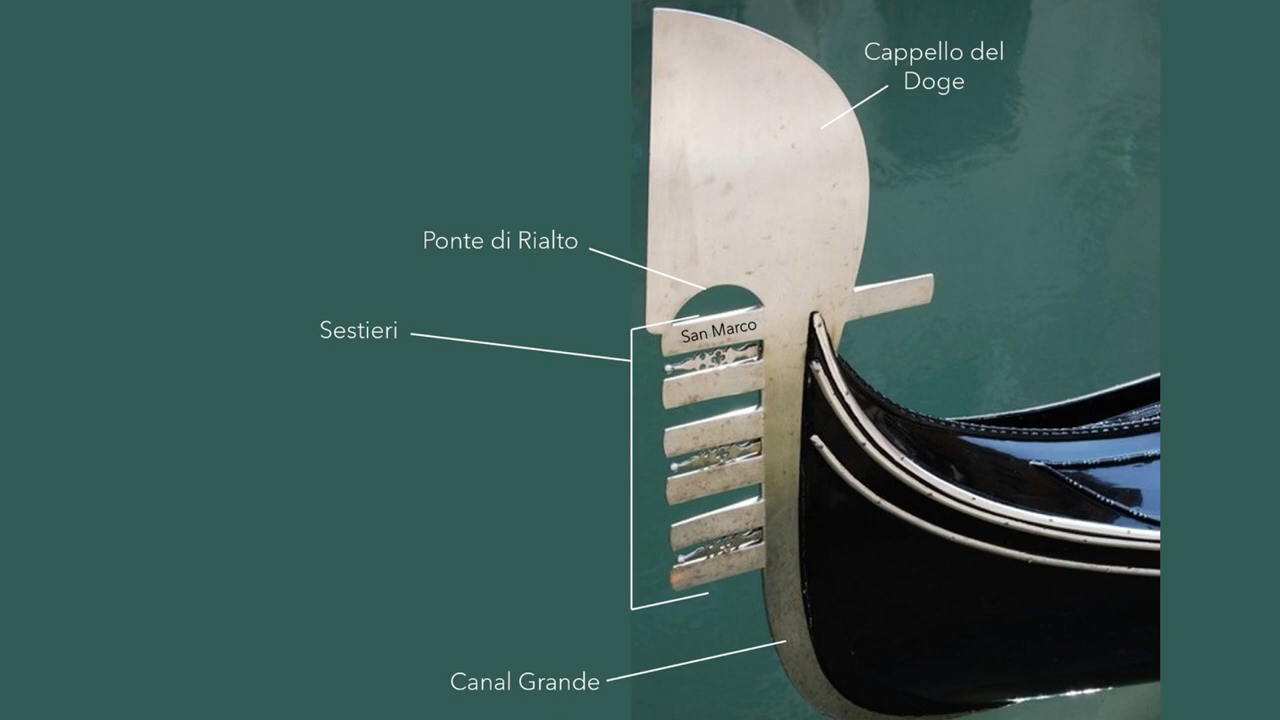 Cappello del
Doge
Ponte di Rialto
Sestieri
San Marco
Canal Grande